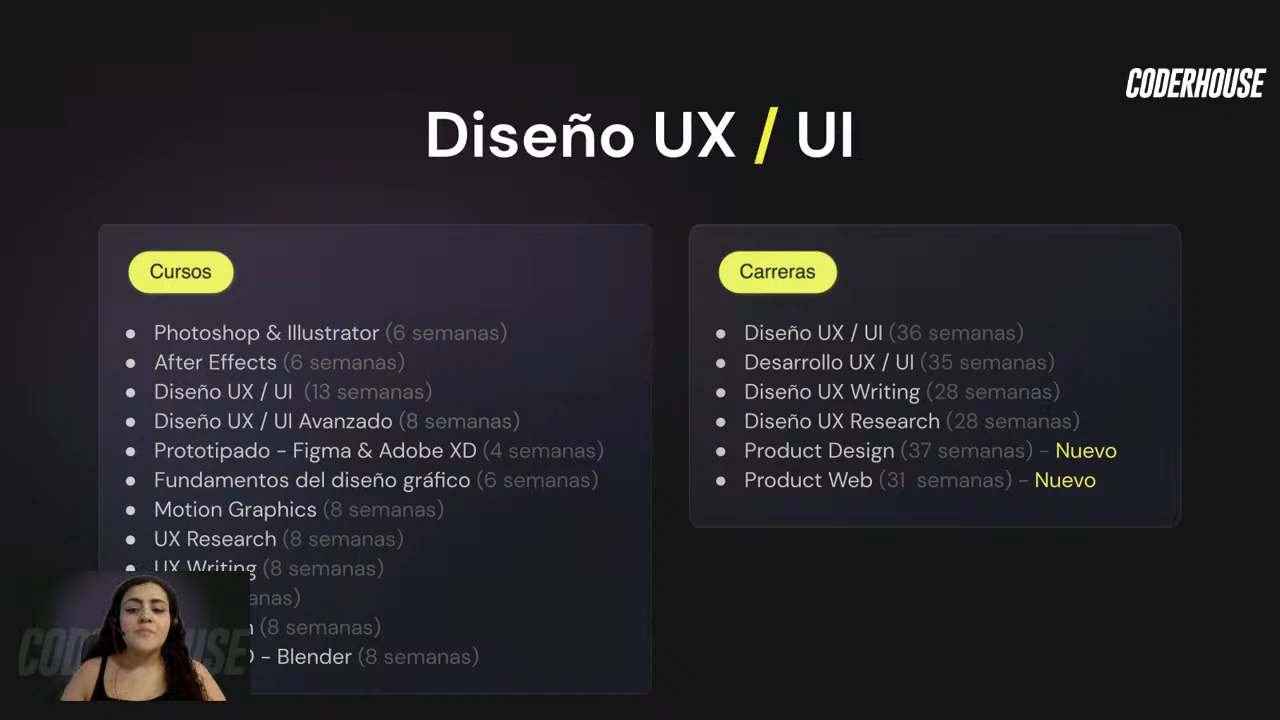 CODERHOUSE
Diseño UX / UI
Cursos
● Photoshop & Illustrator (6 semanas)
● After Effects (6 semanas)
● Diseño UX / UI (13 semanas)
● Diseño UX / UI Avanzado (8 semanas)
● Prototipado - Figma & Adobe XD (4 semanas)
● Fundamentos del diseño gráfico (6 semanas)
● Motion Graphics (8 semanas)
● UX Research (8 semanas)
● UX Writing (8 semanas)
(8 semanas)
- Blender (8 semanas)
Carreras
● Diseño UX / UI (36 semanas)
● Desarrollo UX / UI (35 semanas)
● Diseño UX Writing (28 semanas)
● Diseño UX Research (28 semanas)
● Product Design (37 semanas) - Nuevo
● Product Web (31 semanas) - Nuevo